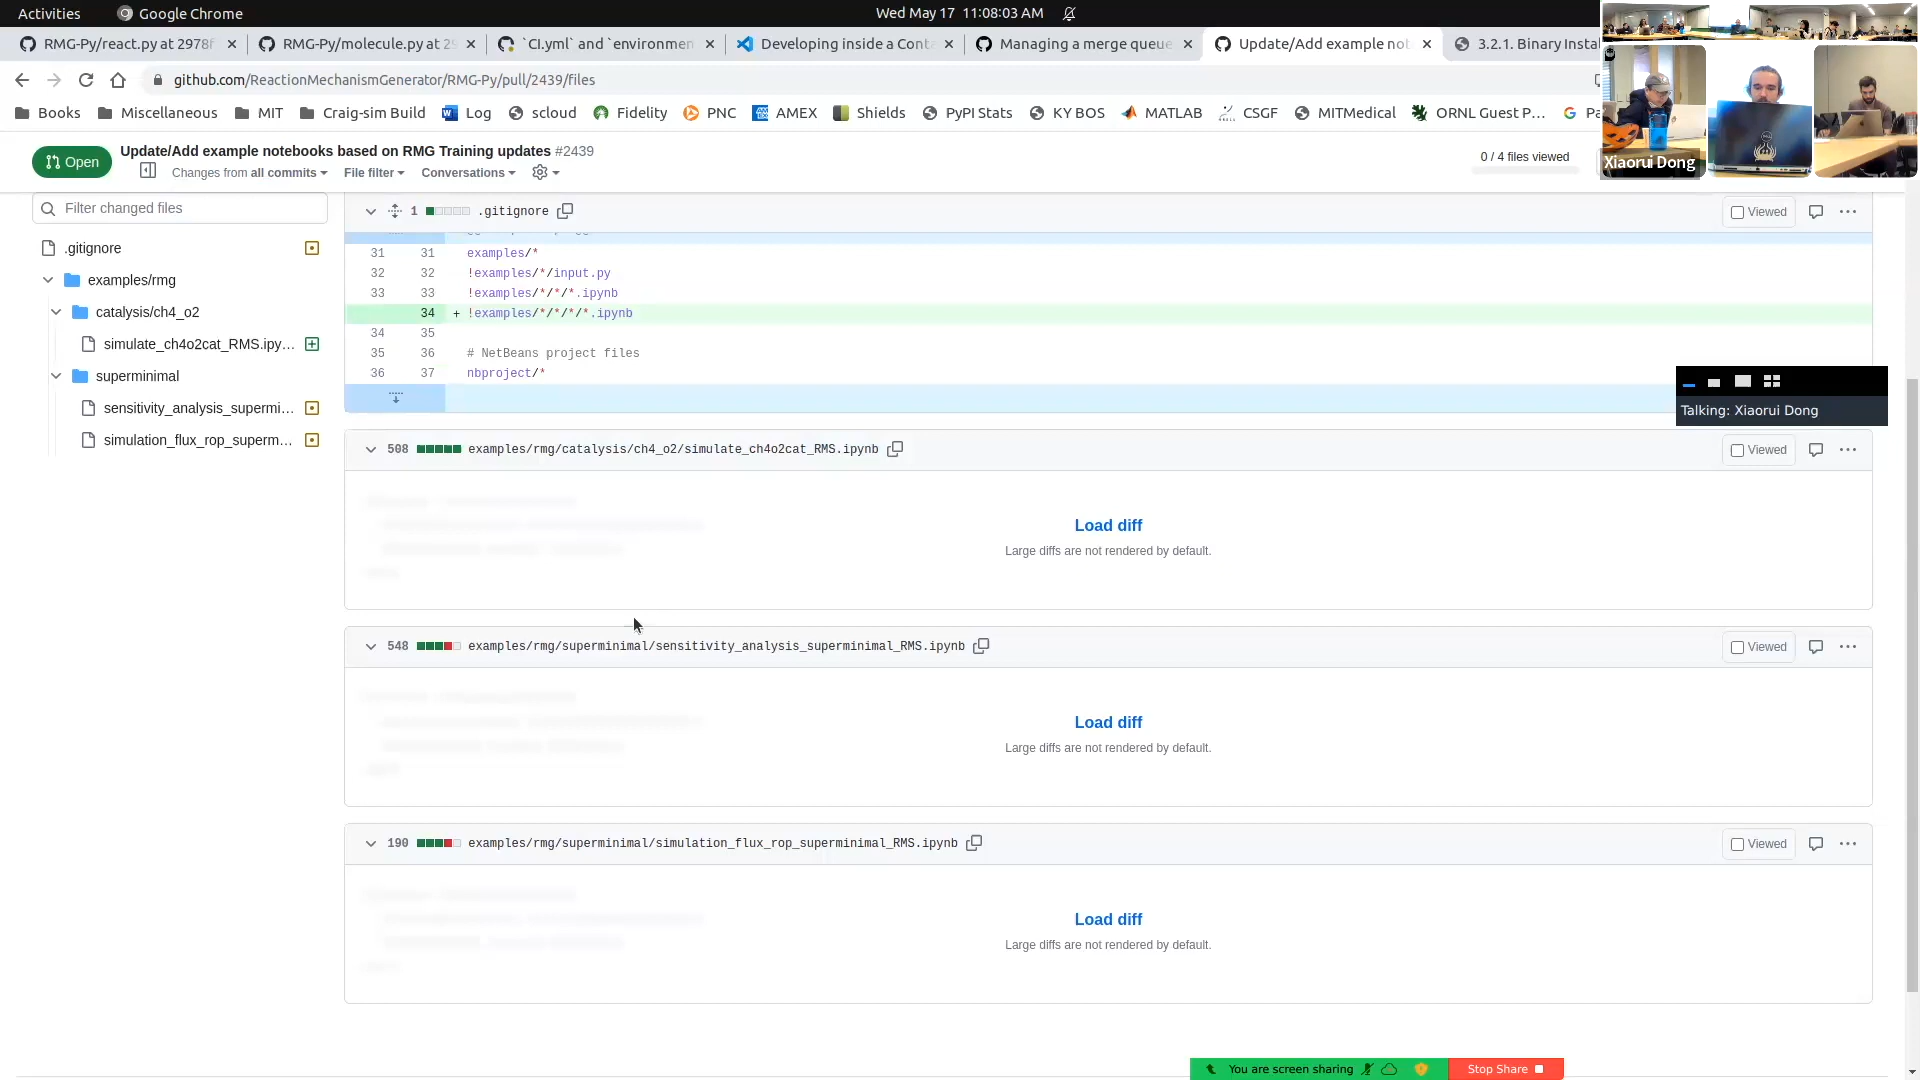 Activities
Google Chrome
Wed May 17 11:08:03 AM
RMG-Py/react.py at 2978f
RMG-Py/molecule.py at 29
`CI.yml` and `environmen
Developing inside a Conta
Managing a merge queue
Update/Add example not
3.2.1. Binary Insta
github.com/ReactionMechanismGenerator/RMG-Py/pull/2439/files
Books
Miscellaneous
MIT
Craig-sim Build
Log
scloud
Fidelity
PNC
AMEX
Shields
PyPI Stats
KY BOS
MATLAB
CSGF
MITMedical
ORNL Guest P...
Pa
Xiaorui Dong
Open
Update/Add example notebooks based on RMG Training updates #2439
Changes from all commits
File filter
Conversations
0 / 4 files viewed
Filter changed files
.gitignore
examples/rmg
catalysis/ch4_o2
simulate_ch4o2cat_RMS.ipy...
superminimal
sensitivity_analysis_supermi...
simulation_flux_rop_superm...
1 .gitignore
Viewed
31 31 examples/*
32 32 !examples/*/input.py
33 33 !examples/*/*/*.ipynb
34 + !examples/*/*/*/*.ipynb
34 35
35 36 # NetBeans project files
36 37 nbproject/*
Talking: Xiaorui Dong
508 examples/rmg/catalysis/ch4_o2/simulate_ch4o2cat_RMS.ipynb
Viewed
Load diff
Large diffs are not rendered by default.
548 examples/rmg/superminimal/sensitivity_analysis_superminimal_RMS.ipynb
Viewed
Load diff
Large diffs are not rendered by default.
190 examples/rmg/superminimal/simulation_flux_rop_superminimal_RMS.ipynb
Viewed
Load diff
Large diffs are not rendered by default.
You are screen sharing
Stop Share